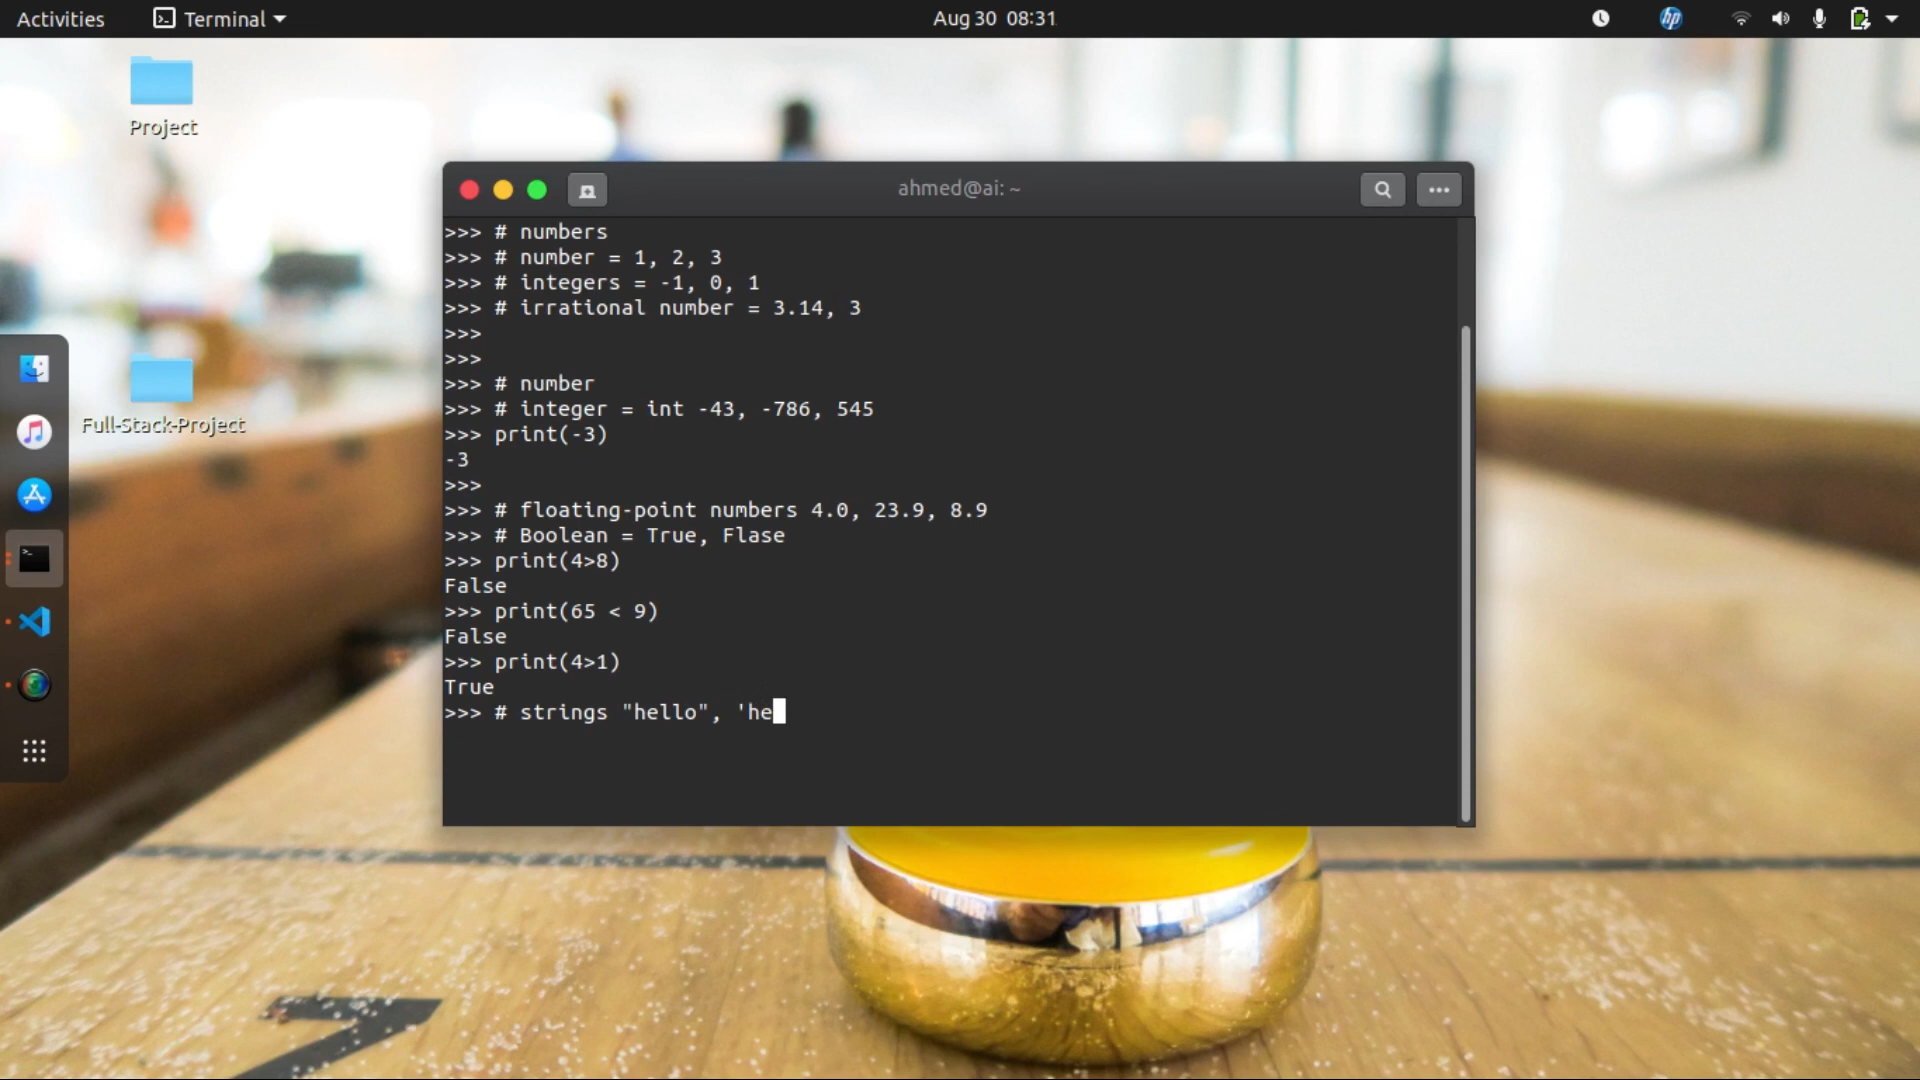 Activities
Terminal
Aug 30 08:31
hp
Project
Full-Stack-Project
ahmed@ai: ~
>>> # numbers
>>> # number = 1, 2, 3
>>> # integers = -1, 0, 1
>>> # irrational number = 3.14, 3
>>>
>>>
>>> # number
>>> # integer = int -43, -786, 545
>>> print(-3)
-3
>>>
>>> # floating-point numbers 4.0, 23.9, 8.9
>>> # Boolean = True, Flase
>>> print(4>8)
False
>>> print(65 < 9)
False
>>> print(4>1)
True
>>> # strings "hello", 'he